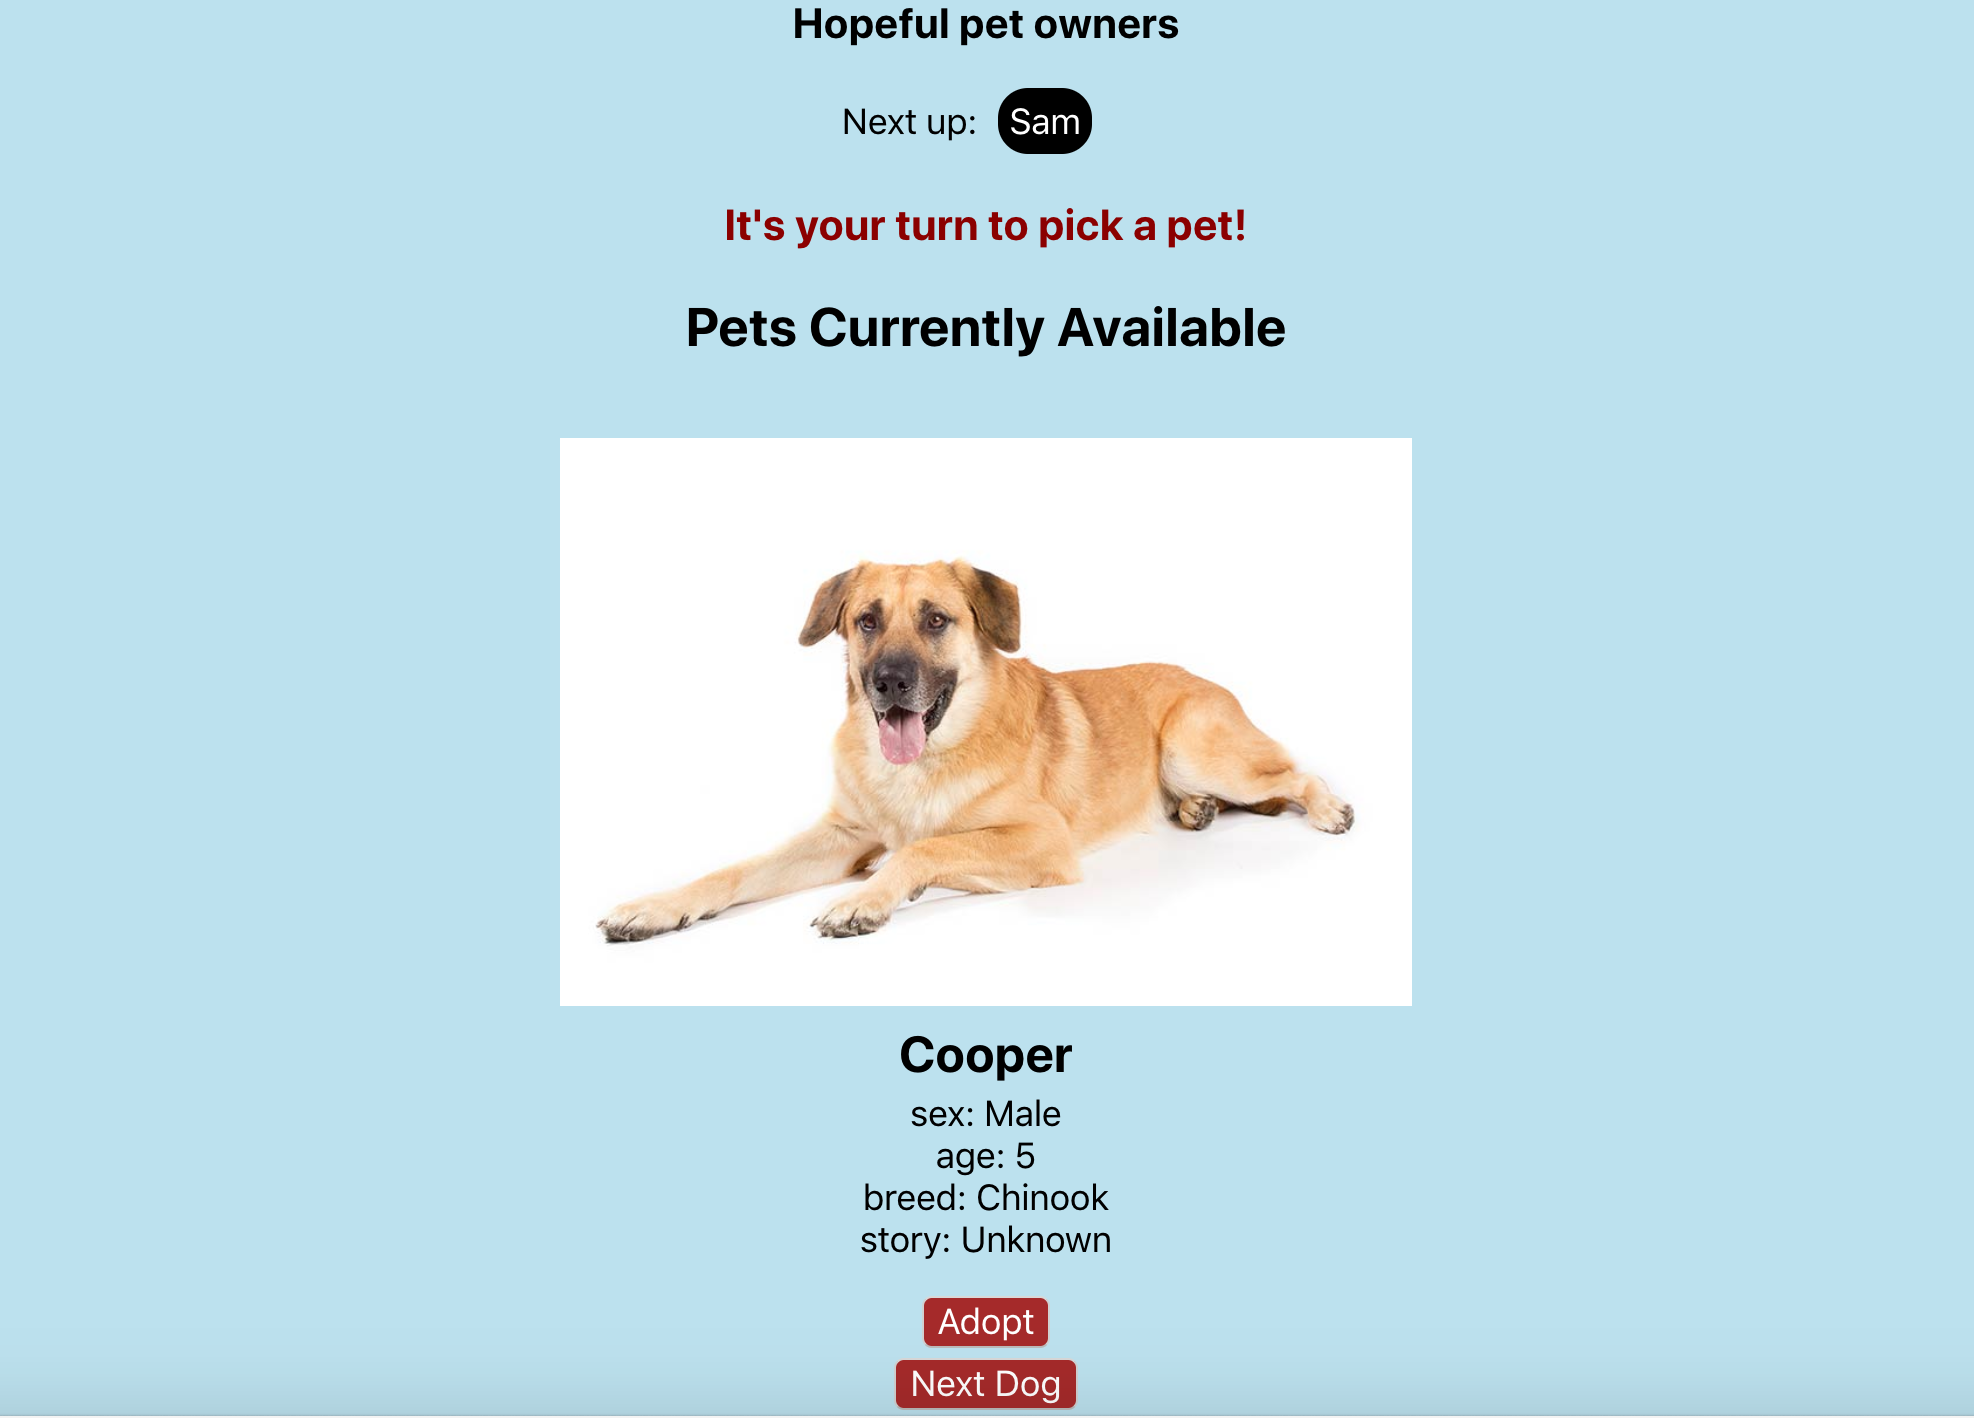 Hopeful pet owners
Next up: Sam
It's your turn to pick a pet!
Pets Currently Available
Cooper
sex: Male
age: 5
breed: Chinook
story: Unknown
Adopt
Next Dog